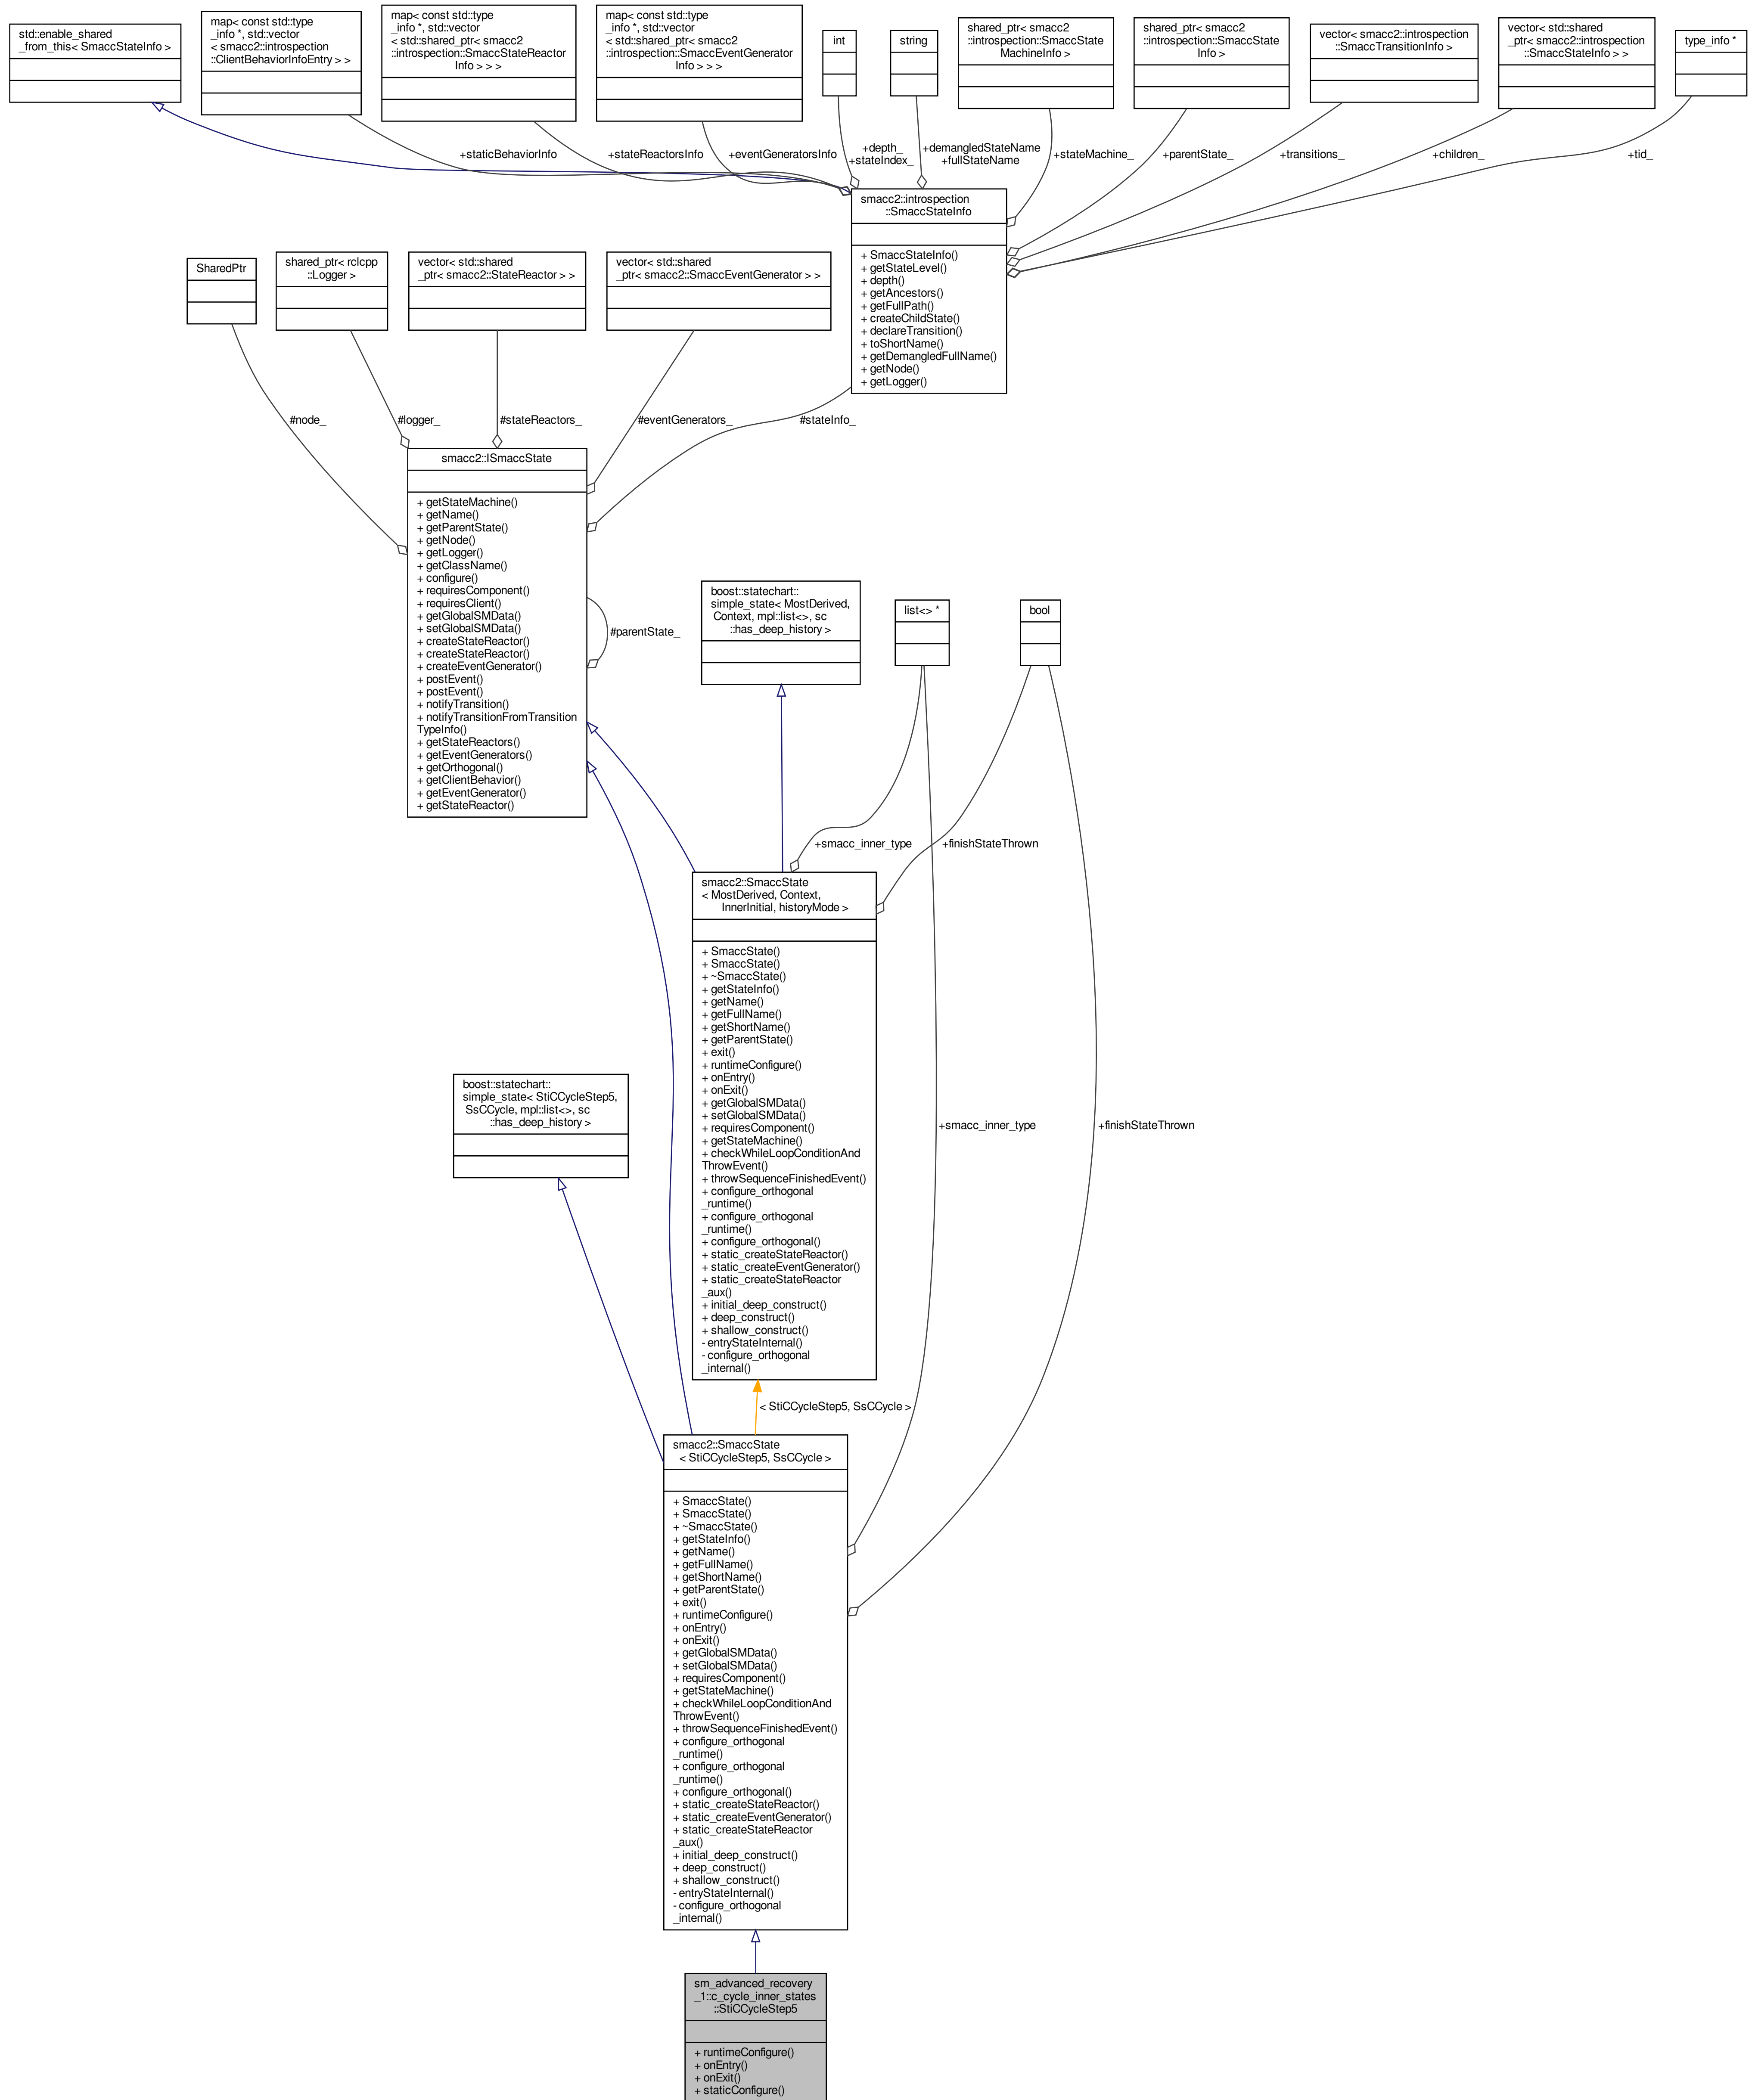 std::enable_shared
_from_this< SmaccStateInfo >
map< const std::type
_info *, std::vector
< smacc2::introspection
::ClientBehaviorInfoEntry > >
map< const std::type
_info *, std::vector
< std::shared_ptr< smacc2
::introspection::SmaccStateReactor
Info > > >
map< const std::type
_info *, std::vector
< std::shared_ptr< smacc2
::introspection::SmaccEventGenerator
Info > > >
int
string
shared_ptr< smacc2
::introspection::SmaccState
MachineInfo >
shared_ptr< smacc2
::introspection::SmaccState
Info >
vector< smacc2::introspection
::SmaccTransitionInfo >
vector< std::shared
_ptr< smacc2::introspection
::SmaccStateInfo > >
type_info *
+staticBehaviorInfo
+stateReactorsInfo
+eventGeneratorsInfo
+depth_
+stateIndex_
+demangledStateName
+fullStateName
+stateMachine_
+parentState_
+transitions_
+children_
+tid_
smacc2::introspection
::SmaccStateInfo
+ SmaccStateInfo()
+ getStateLevel()
+ depth()
+ getAncestors()
+ getFullPath()
+ createChildState()
+ declareTransition()
+ toShortName()
+ getDemangledFullName()
+ getNode()
+ getLogger()
SharedPtr
shared_ptr< rclcpp
::Logger >
vector< std::shared
_ptr< smacc2::StateReactor > >
vector< std::shared
_ptr< smacc2::SmaccEventGenerator > >
#node_
#logger_
#stateReactors_
#eventGenerators_
#stateInfo_
smacc2::ISmaccState
+ getStateMachine()
+ getName()
+ getParentState()
+ getNode()
+ getLogger()
+ getClassName()
+ configure()
+ requiresComponent()
+ requiresClient()
+ getGlobalSMData()
+ setGlobalSMData()
+ createStateReactor()
+ createStateReactor()
+ createEventGenerator()
+ postEvent()
+ postEvent()
+ notifyTransition()
+ notifyTransitionFromTransition
TypeInfo()
+ getStateReactors()
+ getEventGenerators()
+ getOrthogonal()
+ getClientBehavior()
+ getEventGenerator()
+ getStateReactor()
#parentState_
boost::statechart::
simple_state< MostDerived,
Context, mpl::list<>, sc
::has_deep_history >
list<> *
bool
+smacc_inner_type
+finishStateThrown
smacc2::SmaccState
< MostDerived, Context,
InnerInitial, historyMode >
+ SmaccState()
+ SmaccState()
+ ~SmaccState()
+ getStateInfo()
+ getName()
+ getFullName()
+ getShortName()
+ getParentState()
+ exit()
+ runtimeConfigure()
+ onEntry()
+ onExit()
+ getGlobalSMData()
+ setGlobalSMData()
+ requiresComponent()
+ getStateMachine()
+ checkWhileLoopConditionAnd
ThrowEvent()
+ throwSequenceFinishedEvent()
+ configure_orthogonal
_runtime()
+ configure_orthogonal
_runtime()
+ configure_orthogonal()
+ static_createStateReactor()
+ static_createEventGenerator()
+ static_createStateReactor
_aux()
+ initial_deep_construct()
+ deep_construct()
+ shallow_construct()
- entryStateInternal()
- configure_orthogonal
_internal()
boost::statechart::
simple_state< StiCCycleStep5,
SsCCycle, mpl::list<>, sc
::has_deep_history >
+smacc_inner_type
+finishStateThrown
< StiCCycleStep5, SsCCycle >
smacc2::SmaccState
< StiCCycleStep5, SsCCycle >
+ SmaccState()
+ SmaccState()
+ ~SmaccState()
+ getStateInfo()
+ getName()
+ getFullName()
+ getShortName()
+ getParentState()
+ exit()
+ runtimeConfigure()
+ onEntry()
+ onExit()
+ getGlobalSMData()
+ setGlobalSMData()
+ requiresComponent()
+ getStateMachine()
+ checkWhileLoopConditionAnd
ThrowEvent()
+ throwSequenceFinishedEvent()
+ configure_orthogonal
_runtime()
+ configure_orthogonal
_runtime()
+ configure_orthogonal()
+ static_createStateReactor()
+ static_createEventGenerator()
+ static_createStateReactor
_aux()
+ initial_deep_construct()
+ deep_construct()
+ shallow_construct()
- entryStateInternal()
- configure_orthogonal
_internal()
sm_advanced_recovery
_1::c_cycle_inner_states
::StiCCycleStep5
+ runtimeConfigure()
+ onEntry()
+ onExit()
+ staticConfigure()